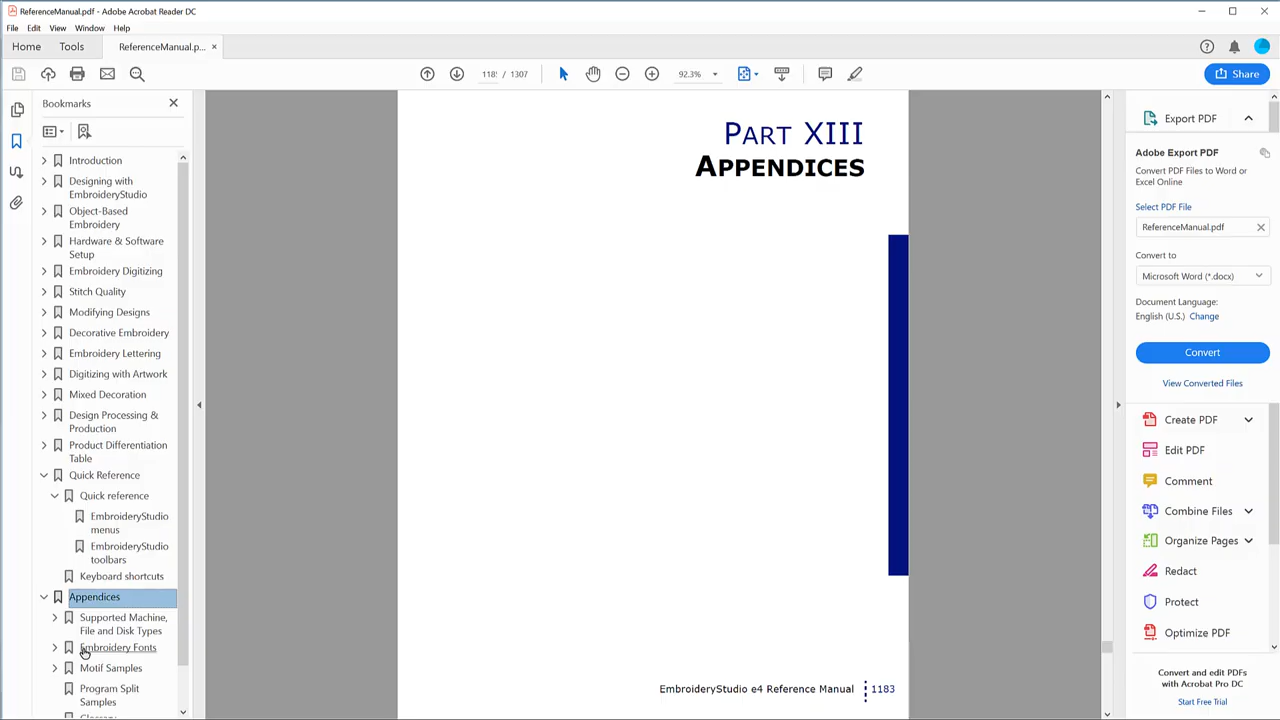 ReferenceManual.pdf - Adobe Acrobat Reader DC
File Edit View Window Help
Home Tools ReferenceManual.p... ×
118: / 1307 92.3% Share
Bookmarks
Introduction
Designing with
EmbroideryStudio
Object-Based
Embroidery
Hardware & Software
Setup
Embroidery Digitizing
Stitch Quality
Modifying Designs
Decorative Embroidery
Embroidery Lettering
Digitizing with Artwork
Mixed Decoration
Design Processing &
Production
Product Differentiation
Table
Quick Reference
Quick reference
EmbroideryStudio
menus
EmbroideryStudio
toolbars
Keyboard shortcuts
Appendices
Supported Machine,
File and Disk Types
Embroidery Fonts
Motif Samples
Program Split
Samples
Glossary
PART XIII
APPENDICES
EmbroideryStudio e4 Reference Manual 1183
Export PDF
Adobe Export PDF
Convert PDF Files to Word or
Excel Online
Select PDF File
ReferenceManual.pdf
Convert to
Microsoft Word (*.docx)
Document Language:
English (U.S.) Change
Convert
View Converted Files
Create PDF
Edit PDF
Comment
Combine Files
Organize Pages
Redact
Protect
Optimize PDF
Convert and edit PDFs
with Acrobat Pro DC
Start Free Trial